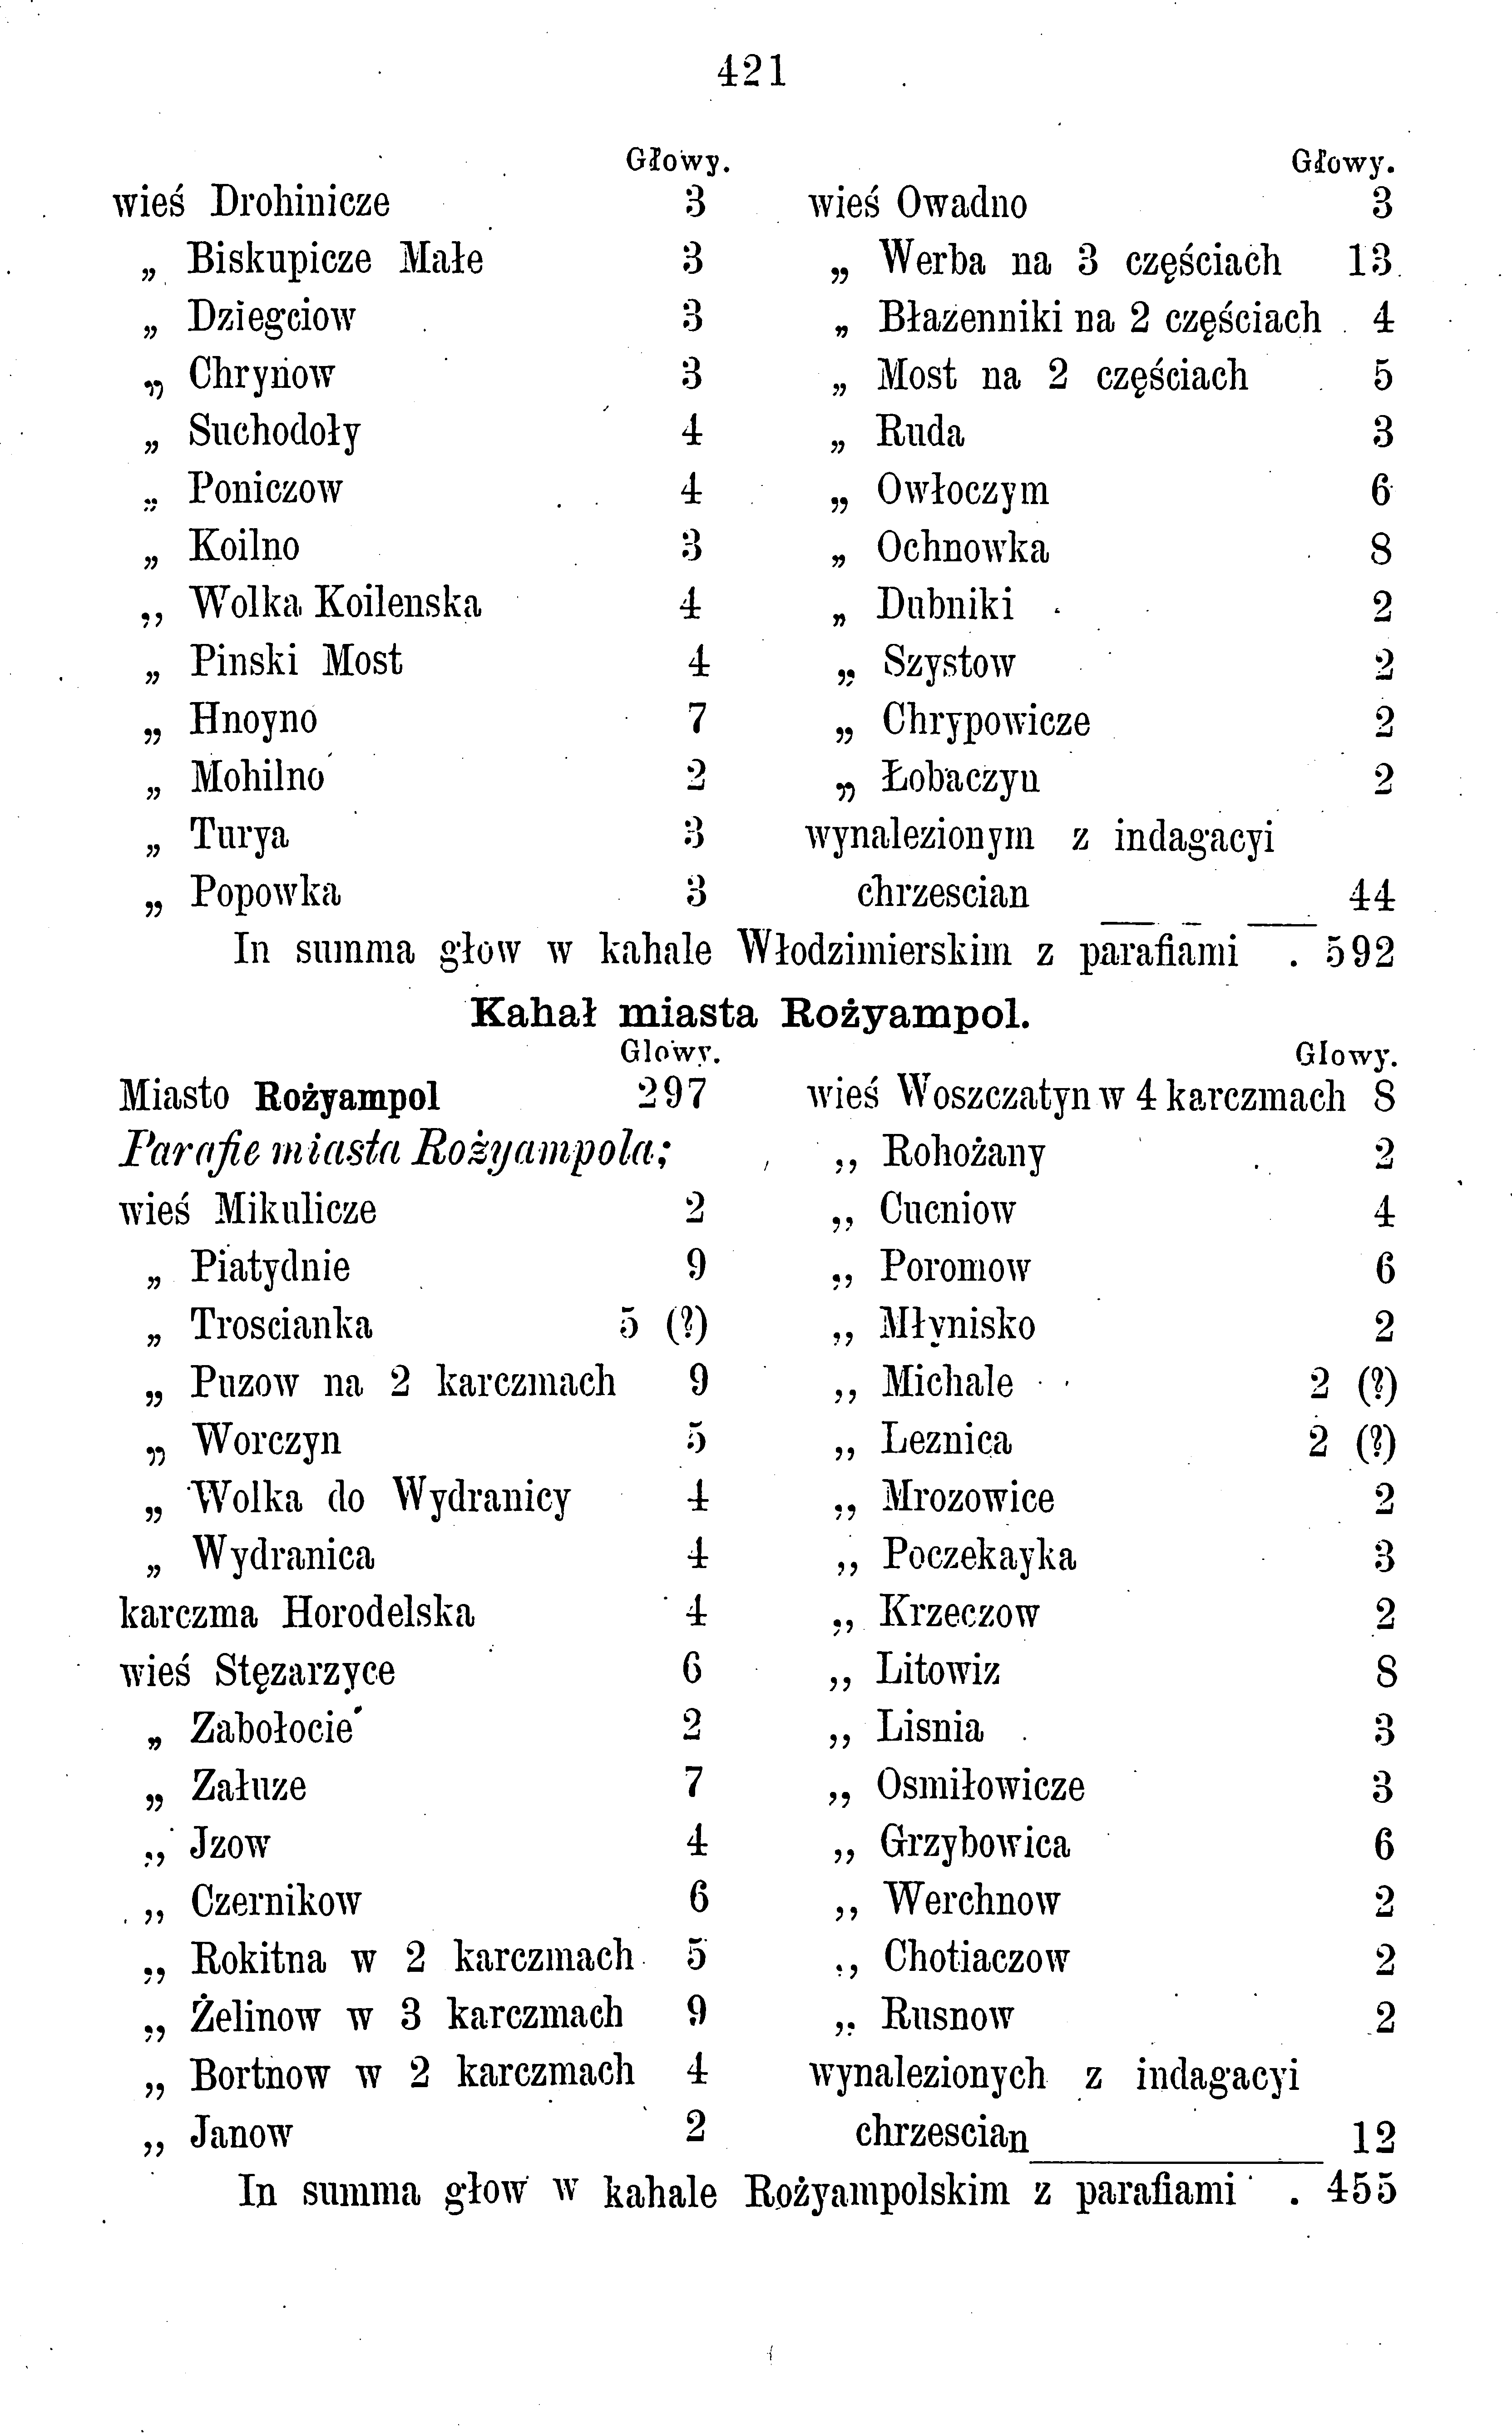 421
Głowy.
wieś Drohinicze 3
„ Biskupicze Małe 3
„ Dziegciow 3
„ Chrynow 3
„ Suchodoły 4
„ Poniczow 4
„ Koilno 3
,, Wolka Koilenska 4
„ Pinski Most 4
„ Hnoyno 7
„ Mohilno 2
„ Turya 3
„ Popowka 3
Głowy.
wieś Owadno 3
„ Werba na 3 częściach 13
„ Błazenniki na 2 częściach 4
„ Most na 2 częściach 5
„ Ruda 3
„ Owłoczym 6
„ Ochnowka 8
„ Dubniki 2
„ Szystow 2
„ Chrypowicze 2
„ Łobaczyn 2
wynalezionym z indagacyi
chrzescian 44
In summa głow w kahale Włodzimierskim z parafiami . 592
Kahał miasta Rożyampol.
Glowy.
Miasto Rożyampol 297
Parafie miasta Rożyampola;
wieś Mikulicze 2
„ Piatydnie 9
„ Troscianka 5 (?)
„ Puzow na 2 karczmach 9
„ Worczyn 5
„ Wolka do Wydranicy 4
„ Wydranica 4
karczma Horodelska 4
wieś Stęzarzyce 6
„ Zabołocie 2
„ Załuze 7
,, Jzow 4
,, Czernikow 6
,, Rokitna w 2 karczmach 5
,, Żelinow w 3 karczmach 9
,, Bortnow w 2 karczmach 4
,, Janow 2
Glowy.
wieś Woszczatyn w 4 karczmach 8
,, Rohożany 2
,, Cucniow 4
,, Poromow 6
,, Młynisko 2
,, Michale 2 (?)
,, Leznica 2 (?)
,, Mrozowice 2
,, Poczekayka 3
,, Krzeczow 2
,, Litowiz 8
,, Lisnia 3
,, Osmiłowicze 3
,, Grzybowica 6
,, Werchnow 2
., Chotiaczow 2
,. Rusnow 2
wynalezionych z indagacyi
chrzescian 12
In summa głow w kahale Rożyampolskim z parafiami . 455